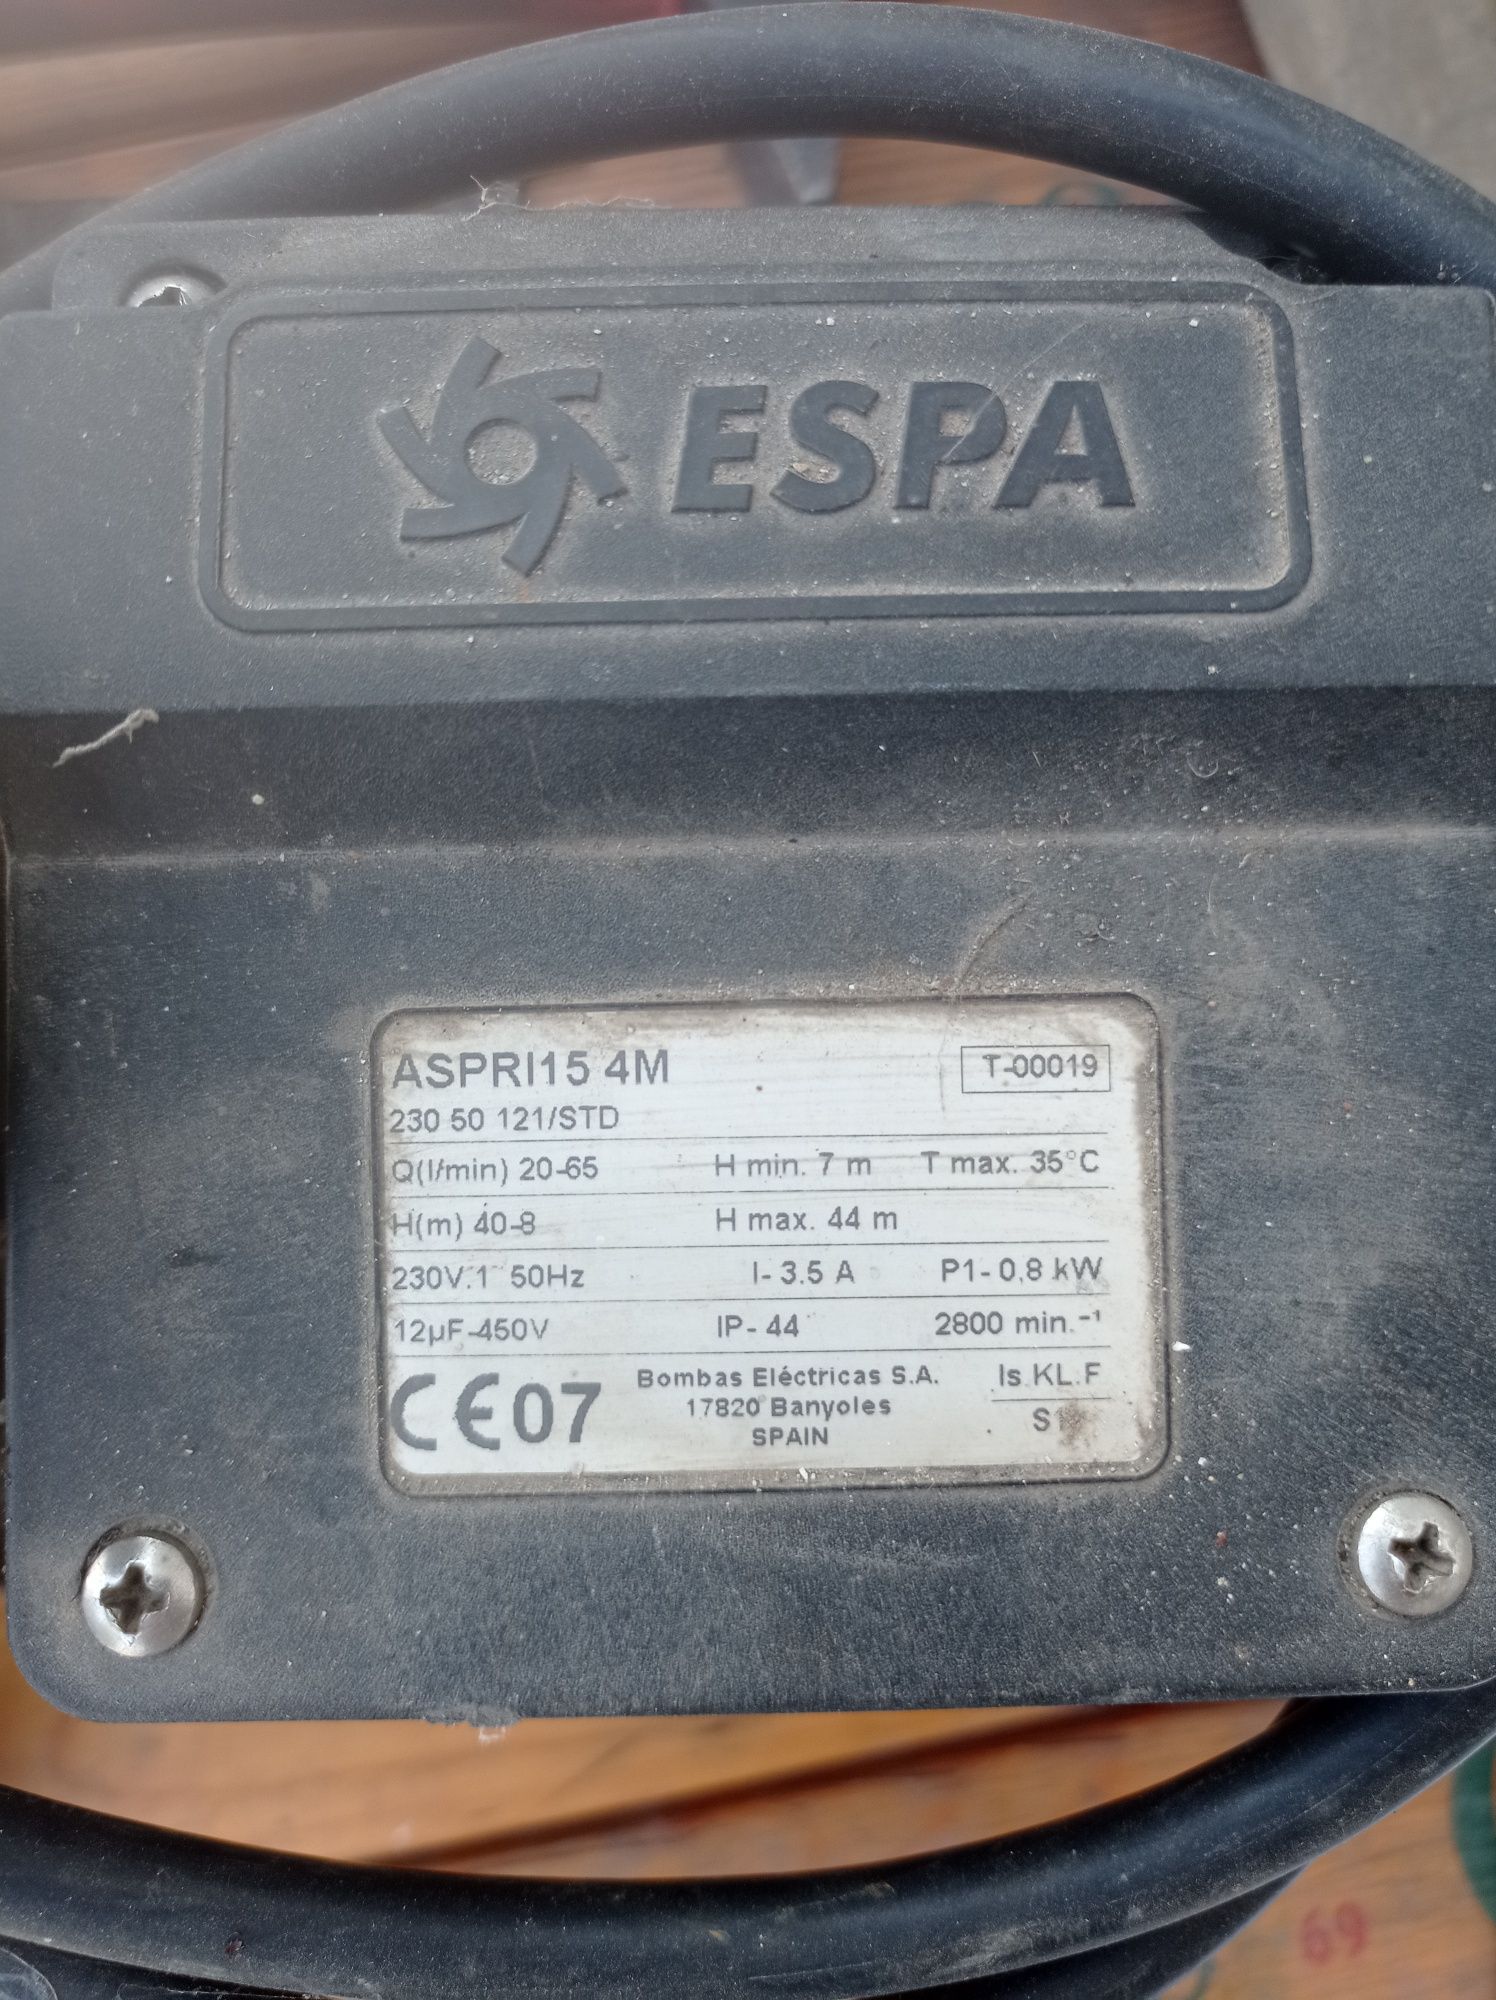 ESPA
ASPRI15 4M T-00019
230 50 121/STD
Q(l/min) 20-65 H min. 7 m T max. 35°C
H(m) 40-8 H max. 44 m
230V.1~ 50Hz I- 3.5 A P1- 0,8 kW
12µF-450V IP- 44 2800 min.-¹
CE07 Bombas Eléctricas S.A. Is.KL.F
17820 Banyoles
SPAIN
69